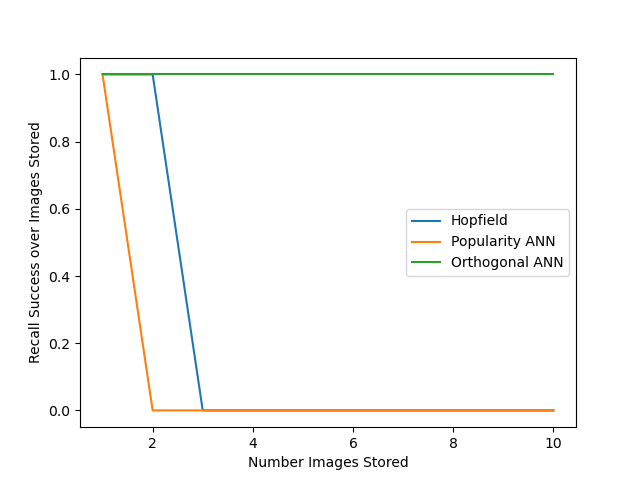 1.0
0.8
0.6
0.4
0.2
0.0
Recall Success over Images Stored
Hopfield
Popularity ANN
Orthogonal ANN
2 4 6 8 10
Number Images Stored